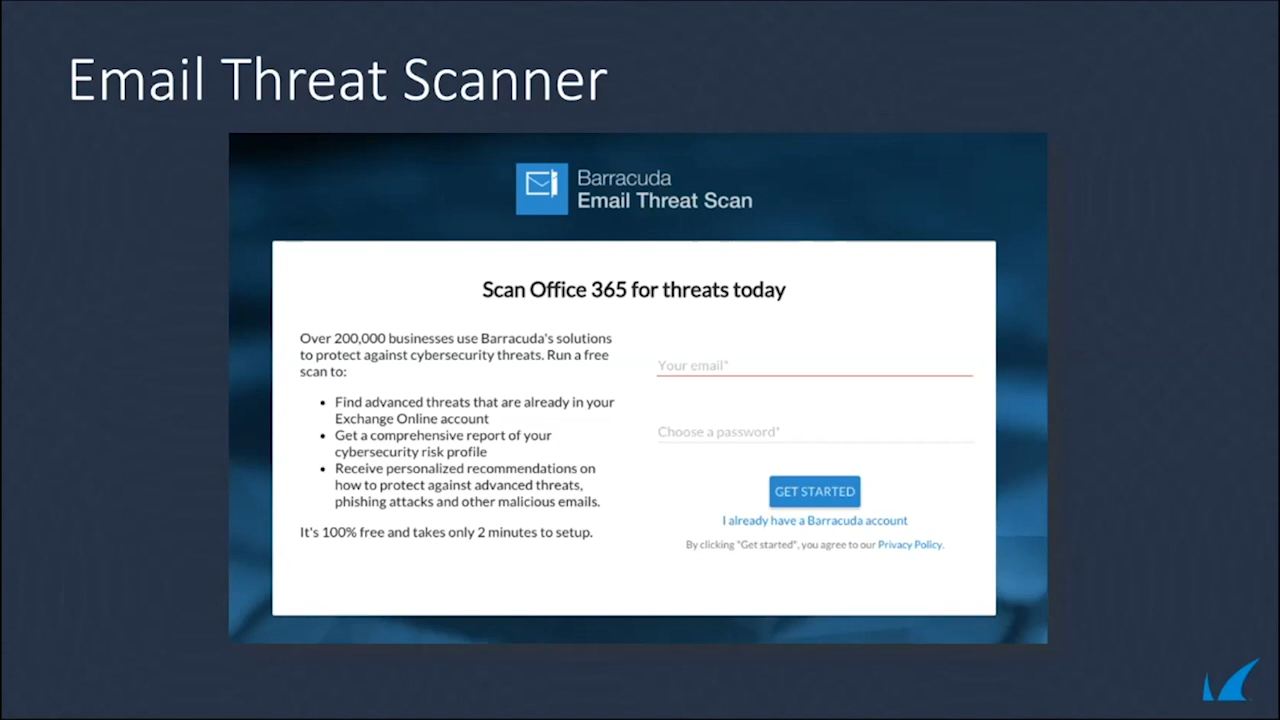 Email Threat Scanner
Barracuda
Email Threat Scan
Scan Office 365 for threats today
Over 200,000 businesses use Barracuda's solutions
to protect against cybersecurity threats. Run a free
scan to:
• Find advanced threats that are already in your
Exchange Online account
• Get a comprehensive report of your
cybersecurity risk profile
• Receive personalized recommendations on
how to protect against advanced threats,
phishing attacks and other malicious emails.
It's 100% free and takes only 2 minutes to setup.
Your email*
Choose a password*
GET STARTED
I already have a Barracuda account
By clicking "Get started", you agree to our Privacy Policy.